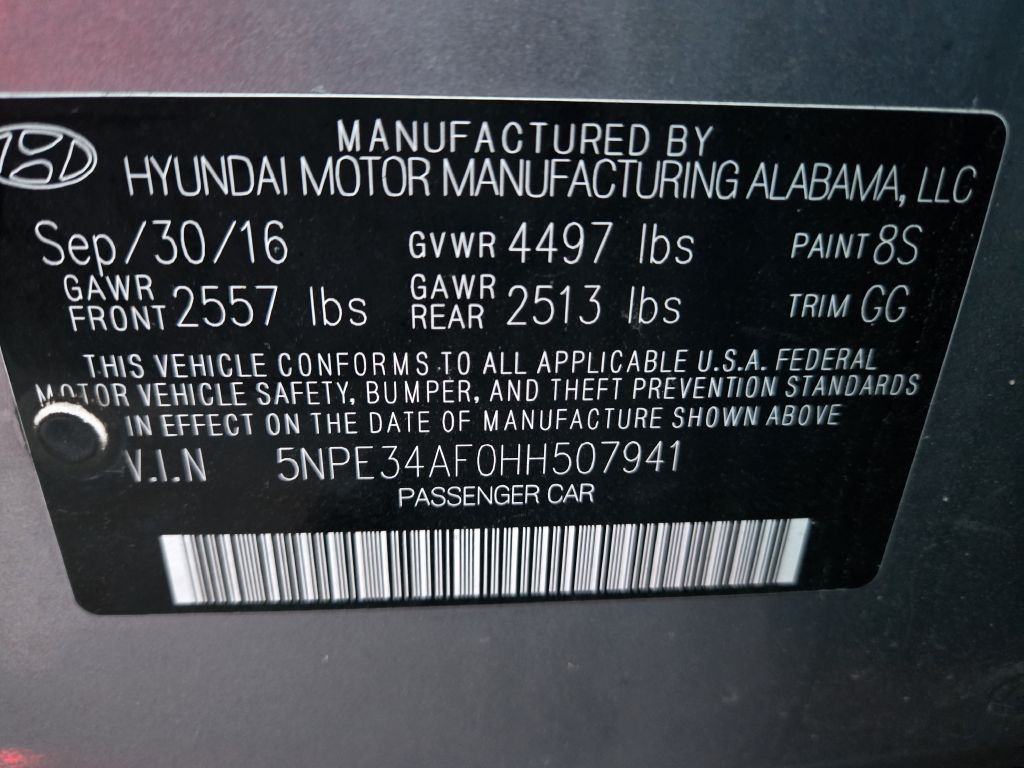 MANUFACTURED BY
HYUNDAI MOTOR MANUFACTURING ALABAMA, LLC
Sep/30/16 GVWR 4497 lbs PAINT 8S
GAWR FRONT 2557 lbs GAWR REAR 2513 lbs TRIM GG
THIS VEHICLE CONFORMS TO ALL APPLICABLE U.S.A. FEDERAL
MOTOR VEHICLE SAFETY, BUMPER, AND THEFT PREVENTION STANDARDS
IN EFFECT ON THE DATE OF MANUFACTURE SHOWN ABOVE
V.I.N 5NPE34AF0HH507941
PASSENGER CAR